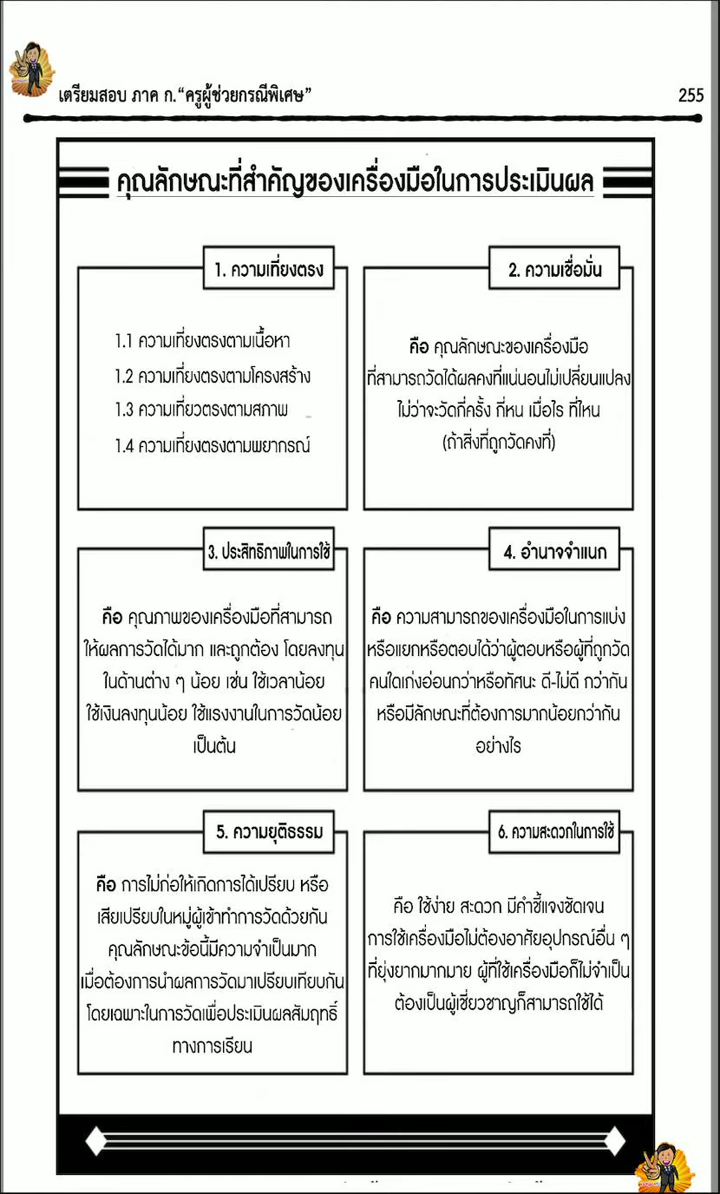 เตรียมสอบ ภาค ก.“ครูผู้ช่วยกรณีพิเศษ”
255
คุณลักษณะที่สำคัญของเครื่องมือในการประเมินผล
1. ความเที่ยงตรง
1.1 ความเที่ยงตรงตามเนื้อหา
1.2 ความเที่ยงตรงตามโครงสร้าง
1.3 ความเที่ยวตรงตามสภาพ
1.4 ความเที่ยงตรงตามพยากรณ์
2. ความเชื่อมั่น
คือ คุณลักษณะของเครื่องมือ
ที่สามารถวัดได้ผลคงที่แน่นอนไม่เปลี่ยนแปลง
ไม่ว่าจะวัดกี่ครั้ง กี่หน เมื่อไร ที่ไหน
(ถ้าสิ่งที่ถูกวัดคงที่)
3. ประสิทธิภาพในการใช้
คือ คุณภาพของเครื่องมือที่สามารถ
ให้ผลการวัดได้มาก และถูกต้อง โดยลงทุน
ในด้านต่าง ๆ น้อย เช่น ใช้เวลาน้อย
ใช้เงินลงทุนน้อย ใช้แรงงานในการวัดน้อย
เป็นต้น
4. อำนาจจำแนก
คือ ความสามารถของเครื่องมือในการแบ่ง
หรือแยกหรือตอบได้ว่าผู้ตอบหรือผู้ที่ถูกวัด
คนใดเก่งอ่อนกว่าหรือทัศนะ ดี-ไม่ดี กว่ากัน
หรือมีลักษณะที่ต้องการมากน้อยกว่ากัน
อย่างไร
5. ความยุติธรรม
คือ การไม่ก่อให้เกิดการได้เปรียบ หรือ
เสียเปรียบในหมู่ผู้เข้าทำการวัดด้วยกัน
คุณลักษณะข้อนี้มีความจำเป็นมาก
เมื่อต้องการนำผลการวัดมาเปรียบเทียบกัน
โดยเฉพาะในการวัดเพื่อประเมินผลสัมฤทธิ์
ทางการเรียน
6. ความสะดวกในการใช้
คือ ใช้ง่าย สะดวก มีคำชี้แจงชัดเจน
การใช้เครื่องมือไม่ต้องอาศัยอุปกรณ์อื่น ๆ
ที่ยุ่งยากมากมาย ผู้ที่ใช้เครื่องมือก็ไม่จำเป็น
ต้องเป็นผู้เชี่ยวชาญก็สามารถใช้ได้